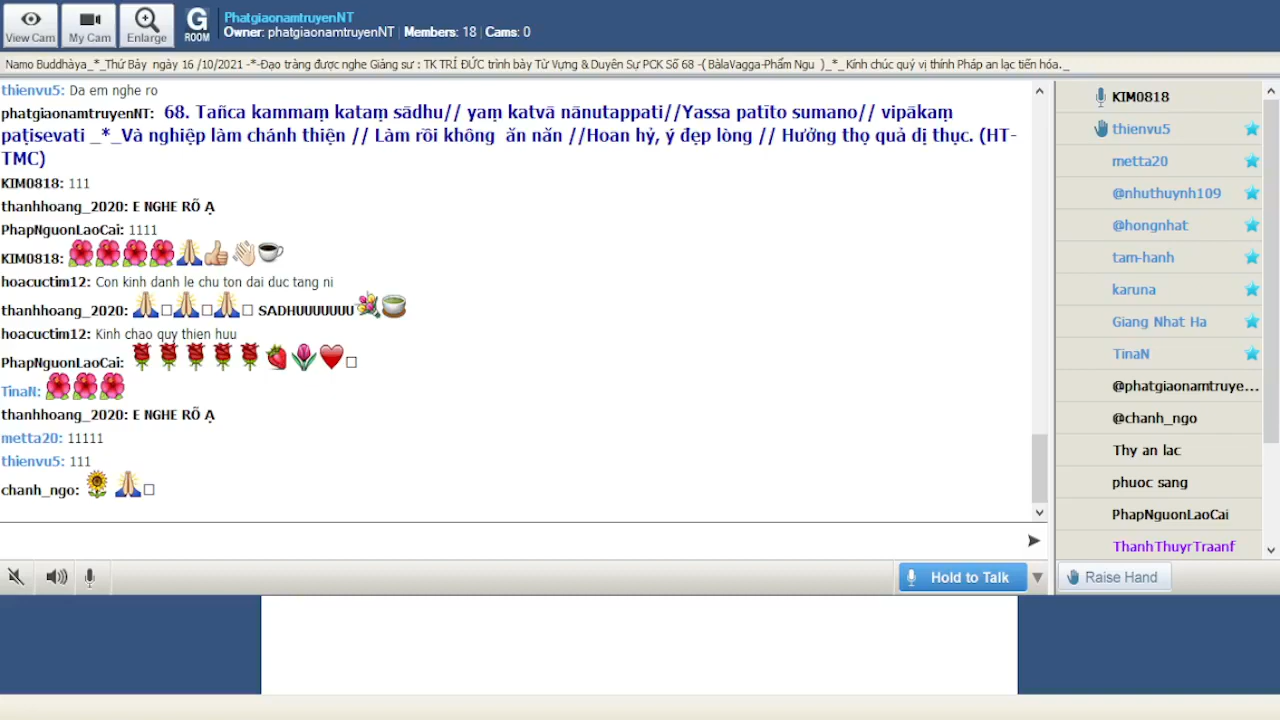 PhatgiaonamtruyenNT
Owner: phatgiaonamtruyenNT | Members: 18 | Cams: 0
View Cam
My Cam
Enlarge
G
ROOM
Namo Buddhàya_*_Thứ Bảy ngày 16 /10/2021 -*-Đạo tràng được nghe Giảng sư : TK TRÍ ĐỨC trình bày Từ Vựng & Duyên Sự PCK Số 68 -( BàlaVagga-Phẩm Ngu )_*_ Kính chúc quý vị thính Pháp an lạc tiến hóa._
thienvu5: Da em nghe ro
phatgiaonamtruyenNT: 68. Tañca kammaṃ kataṃ sādhu// yaṃ katvā nānutappati//Yassa patīto sumano// vipākaṃ
paṭisevati _*_Và nghiệp làm chánh thiện // Làm rồi không ăn năn //Hoan hỷ, ý đẹp lòng // Hưởng thọ quả dị thục. (HT-
TMC)
KIM0818: 111
thanhhoang_2020: E NGHE RÕ Ạ
PhapNguonLaoCai: 1111
KIM0818:
hoacuctim12: Con kinh danh le chu ton dai duc tang ni
thanhhoang_2020: SADHUUUUUUU
hoacuctim12: Kinh chao quy thien huu
PhapNguonLaoCai:
TinaN:
thanhhoang_2020: E NGHE RÕ Ạ
metta20: 11111
thienvu5: 111
chanh_ngo:
KIM0818
thienvu5
metta20
@nhuthuynh109
@hongnhat
tam-hanh
karuna
Giang Nhat Ha
TinaN
@phatgiaonamtruye...
@chanh_ngo
Thy an lac
phuoc sang
PhapNguonLaoCai
ThanhThuyrTraanf
Hold to Talk
Raise Hand